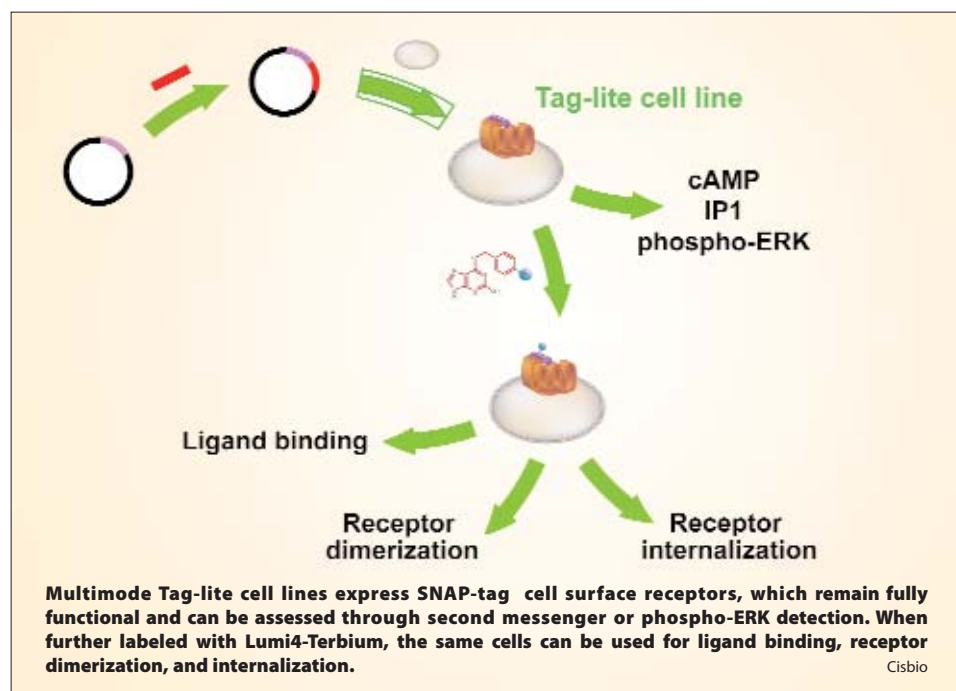 Tag-lite cell line
cAMP
IP1
phospho-ERK
Ligand binding
Receptor
dimerization
Receptor
internalization
Multimode Tag-lite cell lines express SNAP-tag cell surface receptors, which remain fully
functional and can be assessed through second messenger or phospho-ERK detection. When
further labeled with Lumi4-Terbium, the same cells can be used for ligand binding, receptor
dimerization, and internalization.
Cisbio